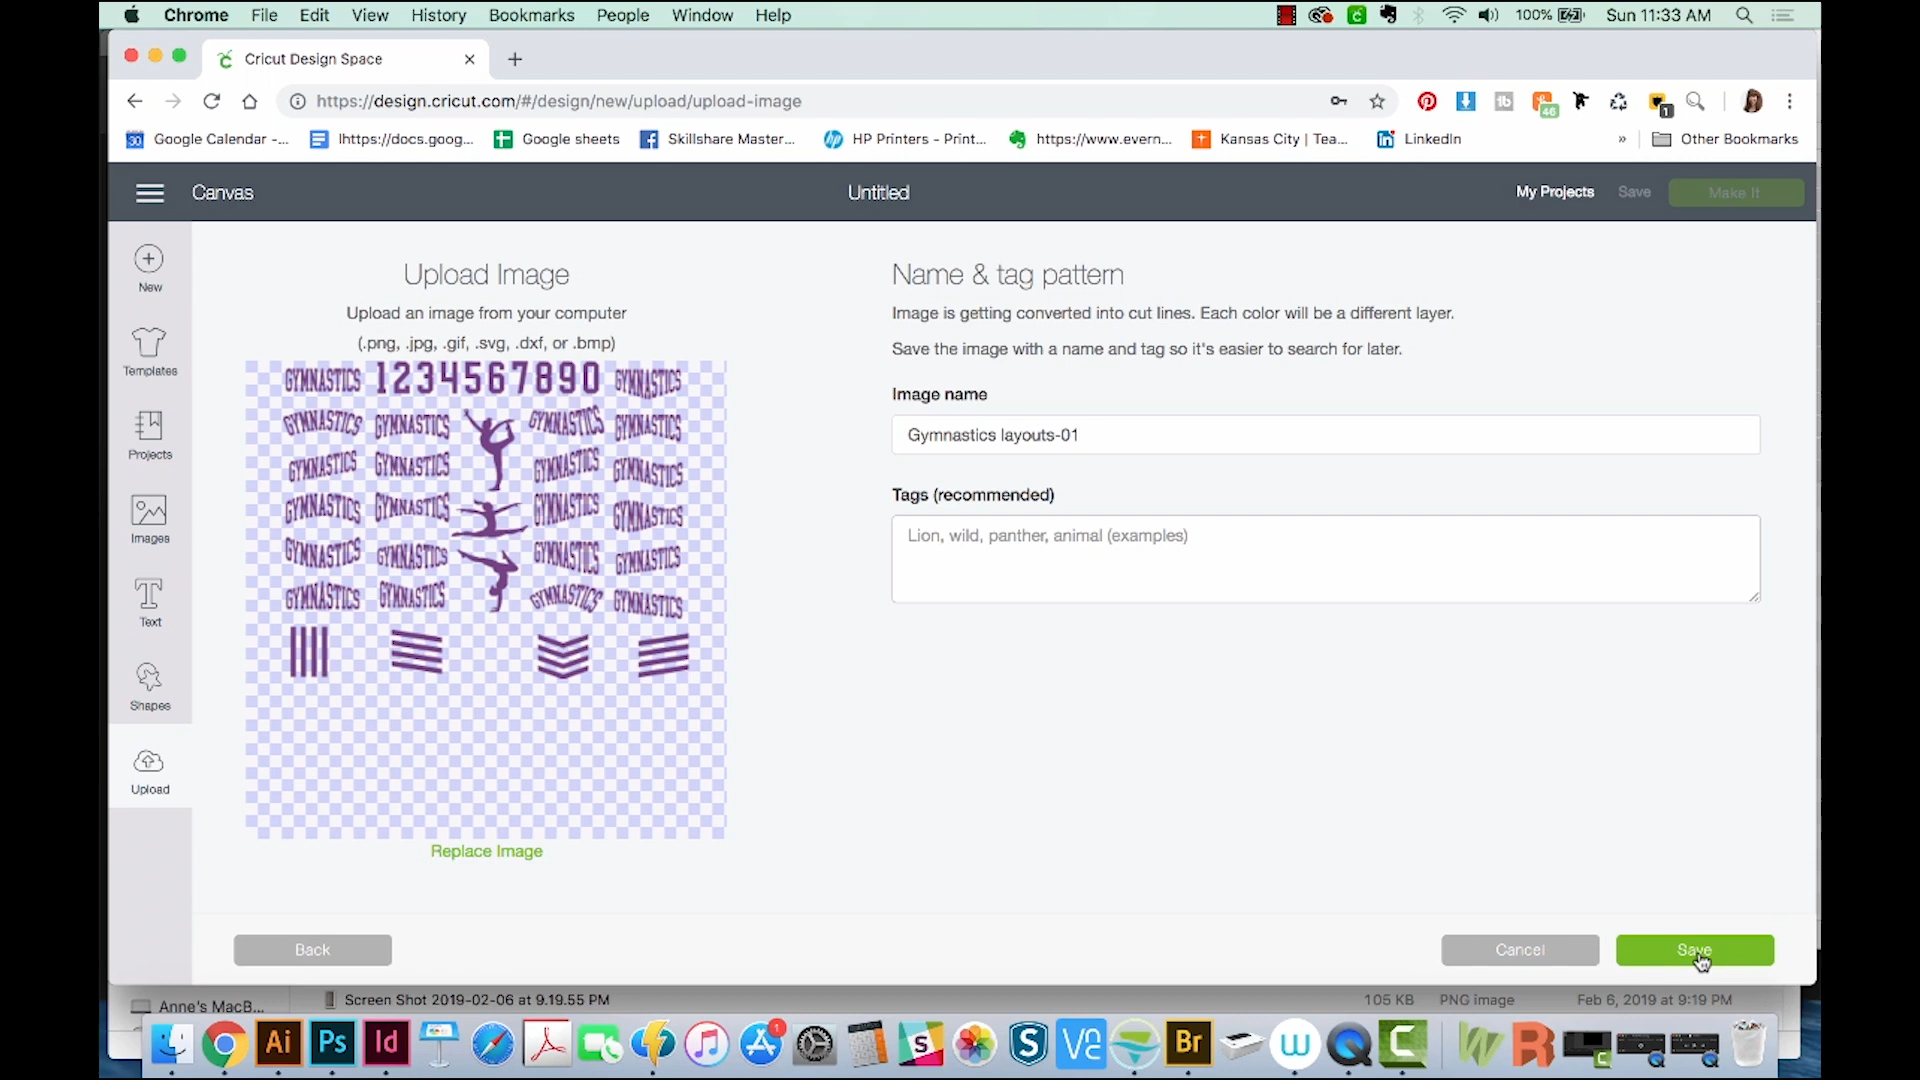 Chrome File Edit View History Bookmarks People Window Help 100% Sun 11:33 AM
Cricut Design Space
https://design.cricut.com/#/design/new/upload/upload-image
46 1
30 Google Calendar -... lhttps://docs.goog... Google sheets Skillshare Master... HP Printers - Print... https://www.evern... Kansas City | Tea... LinkedIn » Other Bookmarks
Canvas Untitled My Projects Save Make It
New
Templates
Projects
Images
Text
Shapes
Upload
Upload Image
Upload an image from your computer
(.png, .jpg, .gif, .svg, .dxf, or .bmp)
GYMNASTICS 1234567890 GYMNASTICS
GYMNASTICS GYMNASTICS GYMNASTICS GYMNASTICS
GYMNASTICS GYMNASTICS GYMNASTICS GYMNASTICS
GYMNASTICS GYMNASTICS GYMNASTICS GYMNASTICS
GYMNASTICS GYMNASTICS GYMNASTICS GYMNASTICS
GYMNASTICS GYMNASTICS GYMNASTICS GYMNASTICS
Replace Image
Name & tag pattern
Image is getting converted into cut lines. Each color will be a different layer.
Save the image with a name and tag so it's easier to search for later.
Image name
Gymnastics layouts-01
Tags (recommended)
Lion, wild, panther, animal (examples)
Back Cancel Save
Anne's MacB... Screen Shot 2019-02-06 at 9.19.55 PM 105 KB PNG image Feb 6, 2019 at 9:19 PM
Ai Ps Id 1 S S Br W C